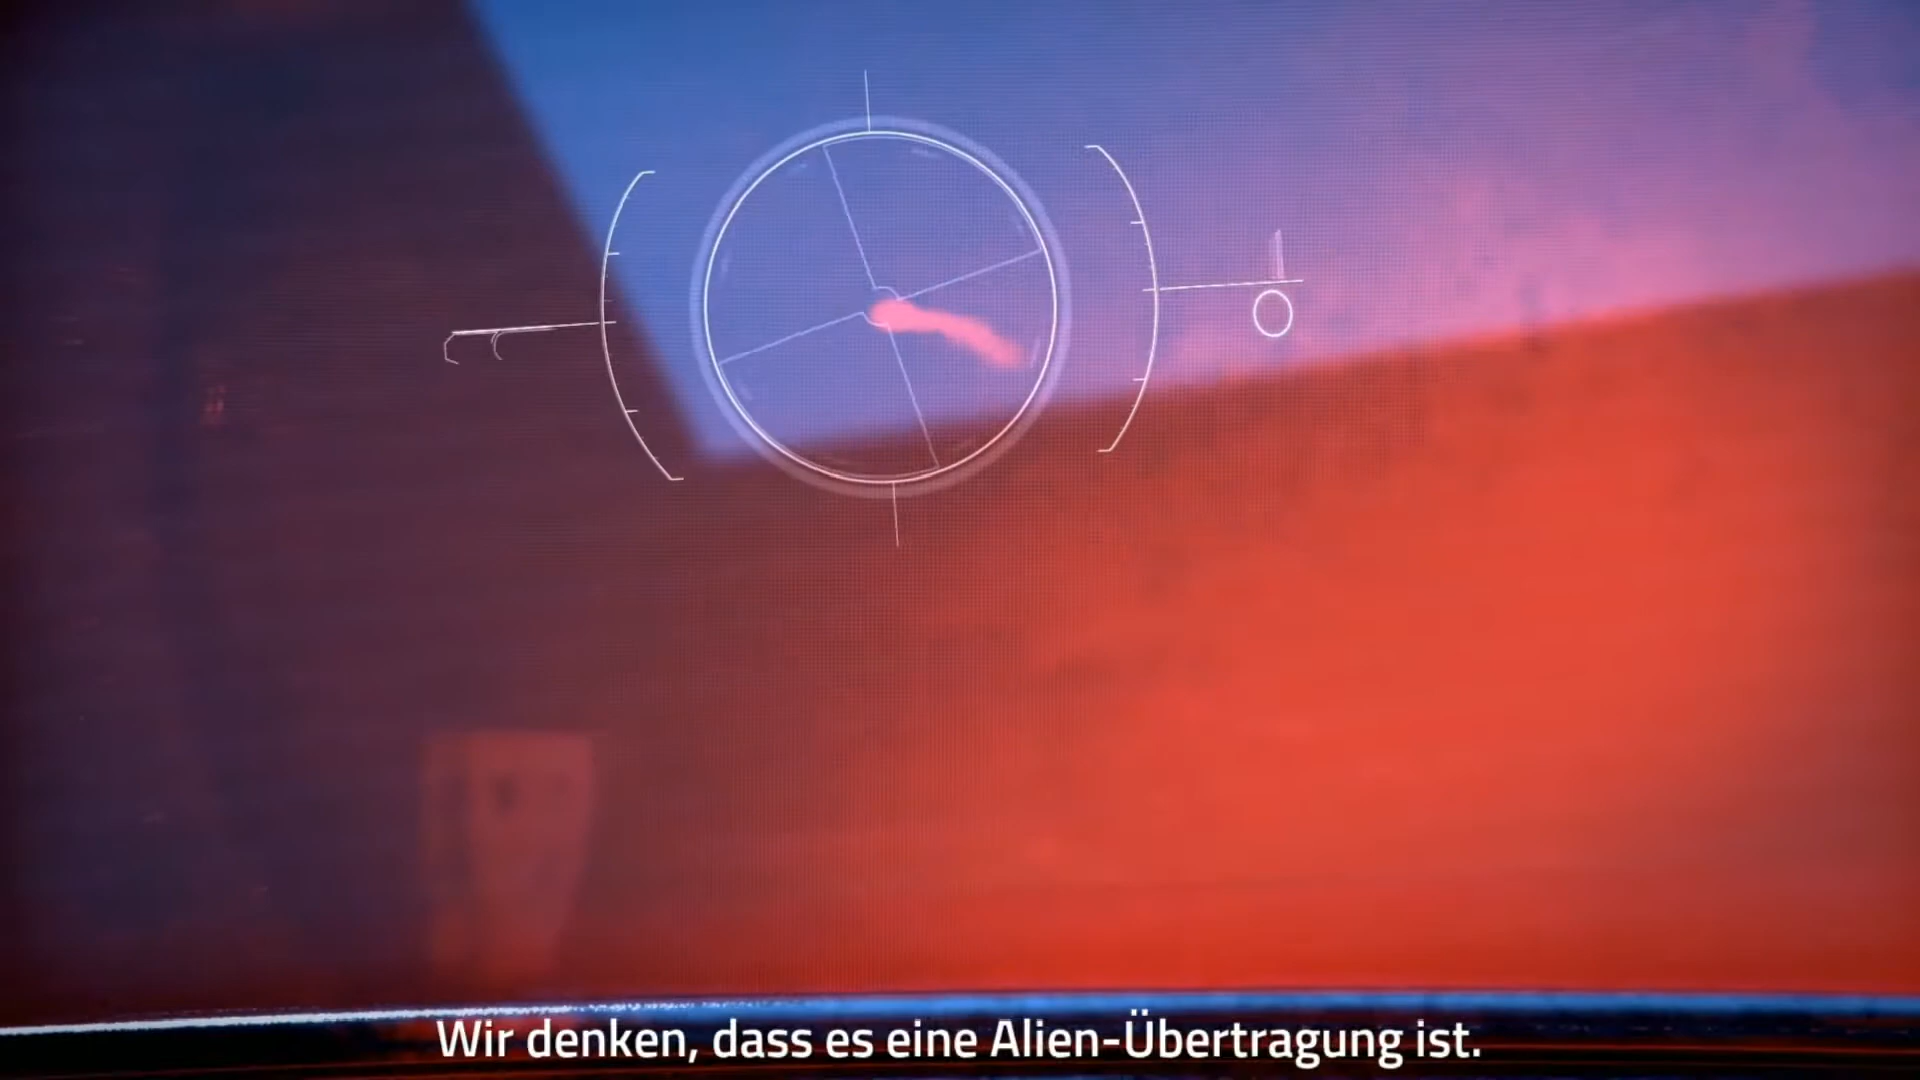 Wir denken, dass es eine Alien-Übertragung ist.